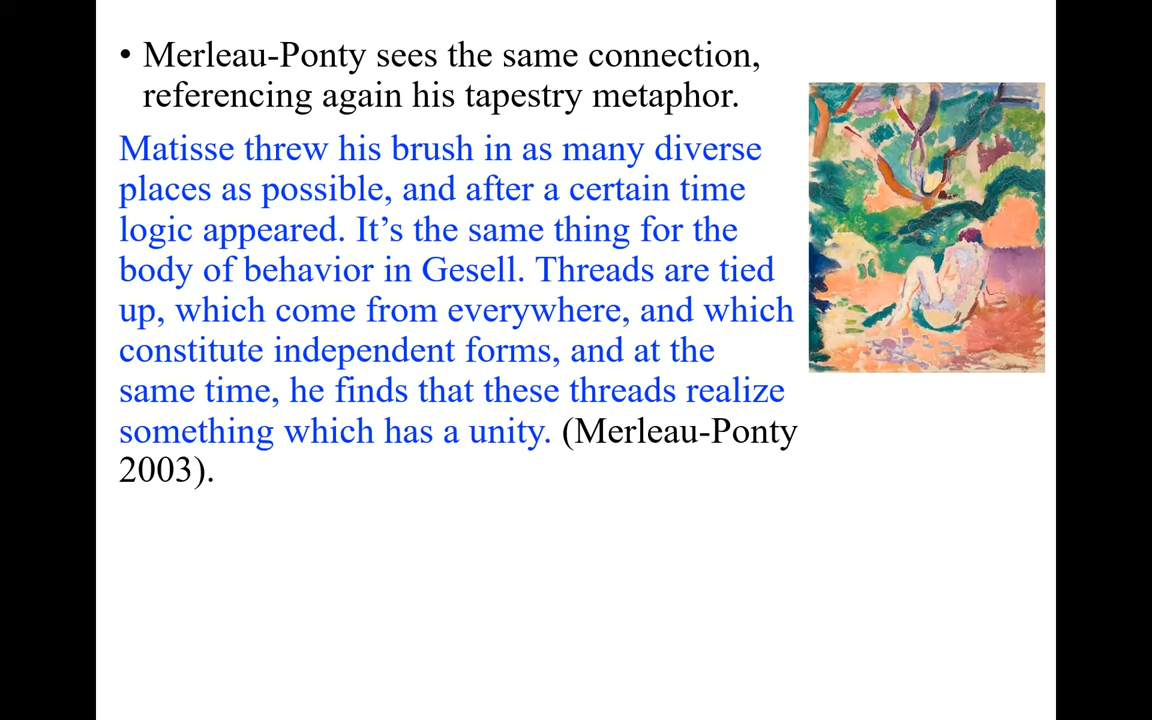 • Merleau-Ponty sees the same connection,
referencing again his tapestry metaphor.
Matisse threw his brush in as many diverse
places as possible, and after a certain time
logic appeared. It’s the same thing for the
body of behavior in Gesell. Threads are tied
up, which come from everywhere, and which
constitute independent forms, and at the
same time, he finds that these threads realize
something which has a unity. (Merleau-Ponty
2003).